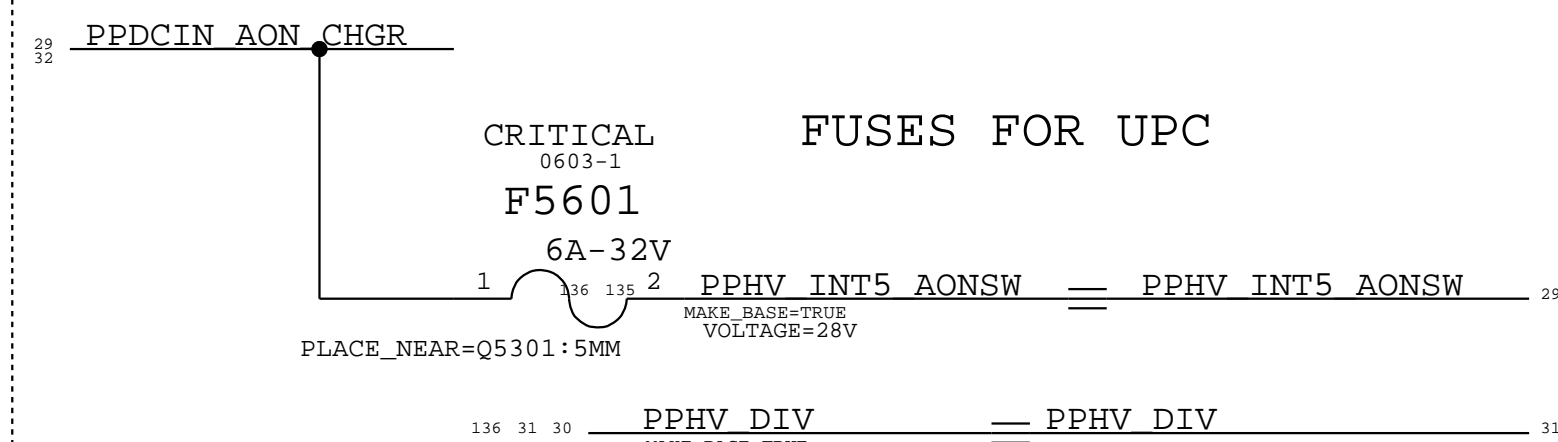 PPDCIN_AON_CHGR
29
32
FUSES FOR UPC
CRITICAL
0603-1
F5601
6A-32V
1
136 135
2
PPHV_INT5_AONSW
PPHV_INT5_AONSW
29
MAKE_BASE=TRUE
VOLTAGE=28V
PLACE_NEAR=Q5301:5MM
136 31 30
PPHV_DIV
PPHV_DIV
31